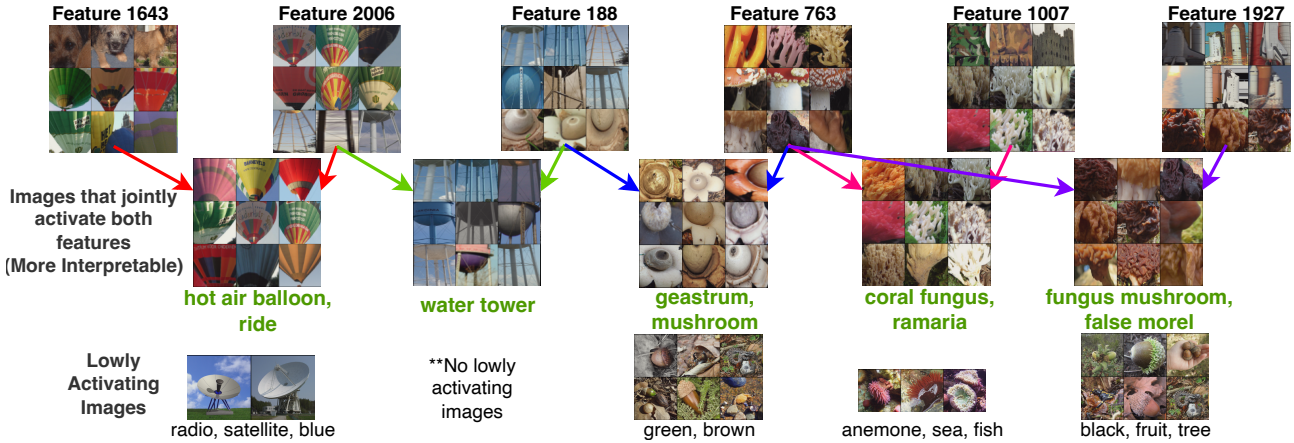 Feature 1643 Feature 2006 Feature 188 Feature 763 Feature 1007 Feature 1927
Images that jointly
activate both
features
(More Interpretable)
hot air balloon,
ride
water tower
geastrum,
mushroom
coral fungus,
ramaria
fungus mushroom,
false morel
Lowly
Activating
Images
**No lowly
activating
images
radio, satellite, blue
green, brown
anemone, sea, fish
black, fruit, tree